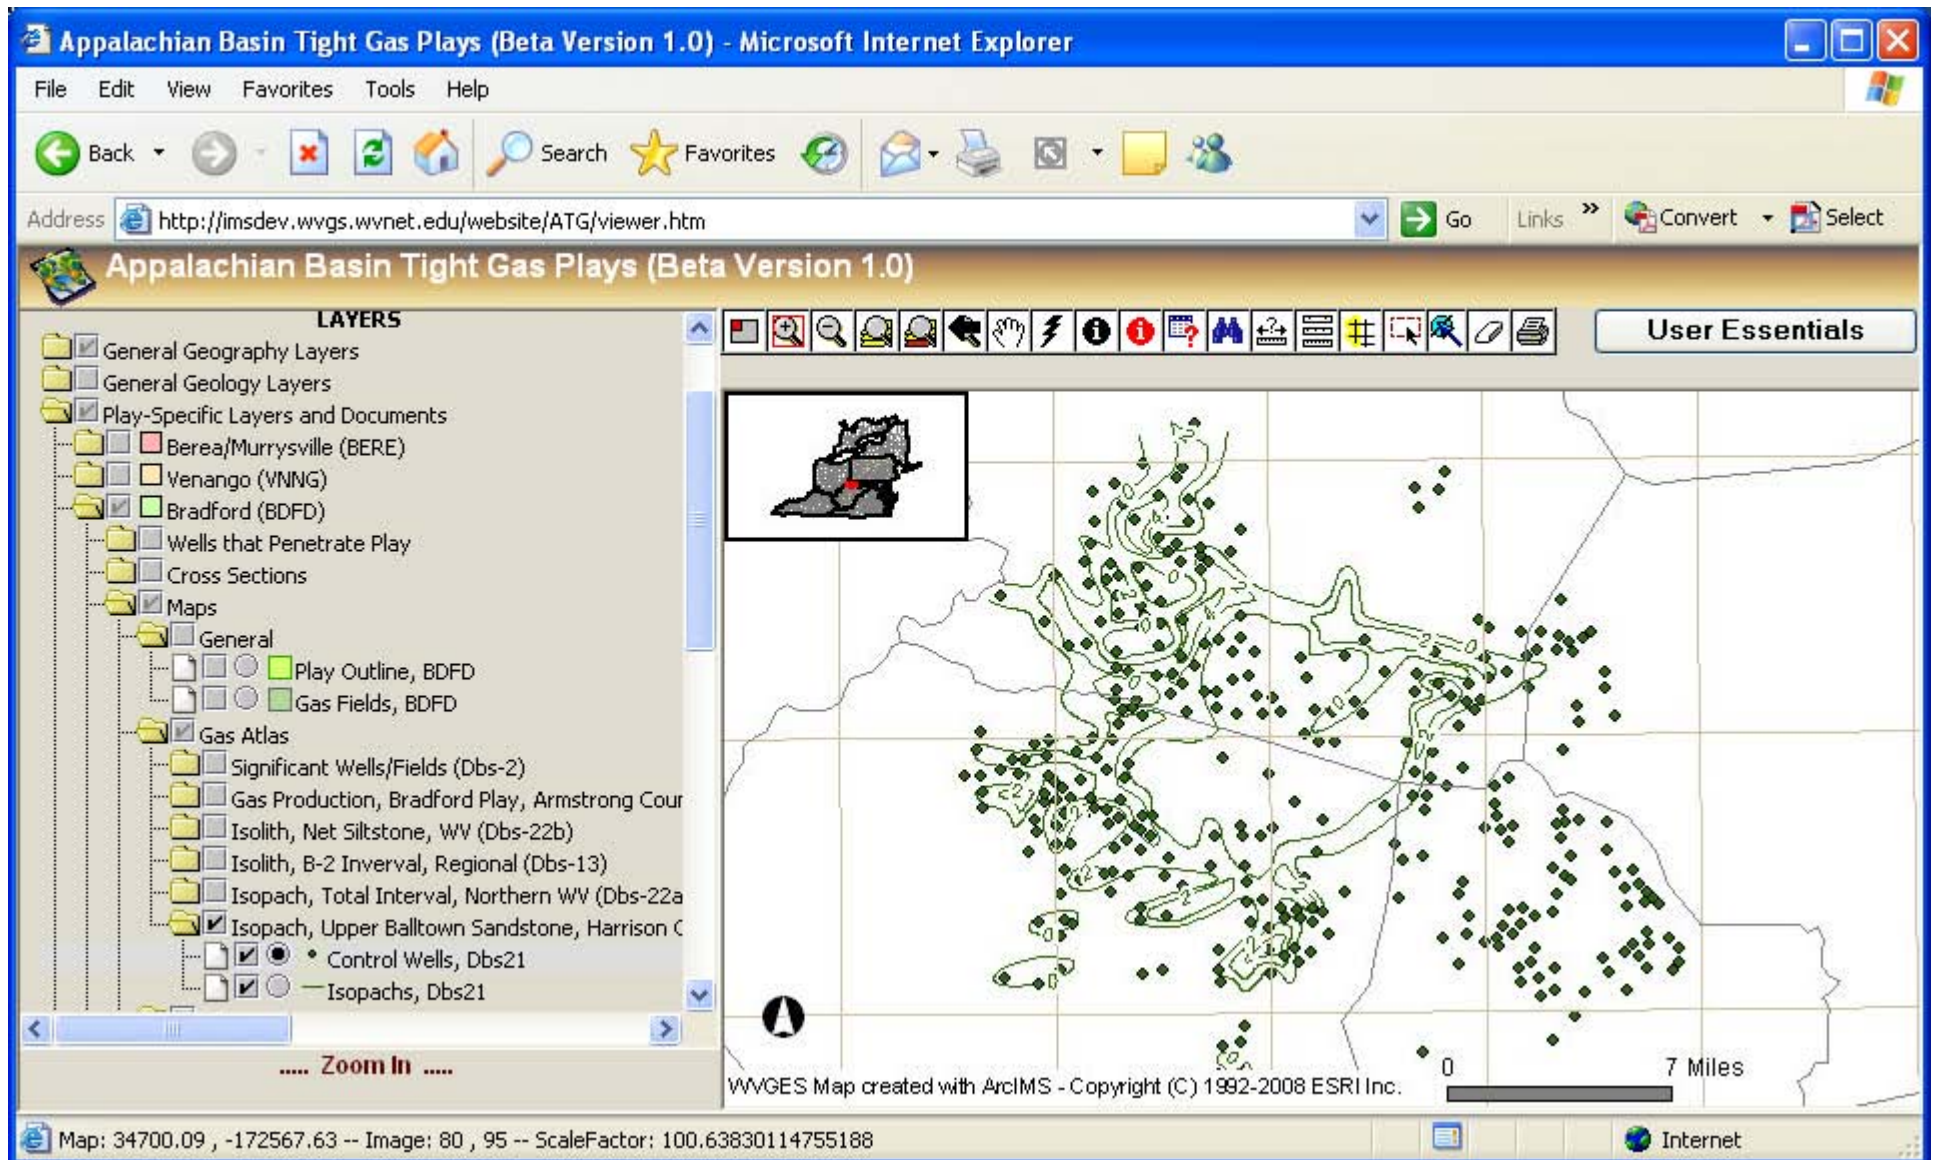 Appalachian Basin Tight Gas Plays (Beta Version 1.0) - Microsoft Internet Explorer
File Edit View Favorites Tools Help
Back Search Favorites
Address http://imsdev.wvgs.wvnet.edu/website/ATG/viewer.htm Go Links » Convert Select
Appalachian Basin Tight Gas Plays (Beta Version 1.0)
LAYERS
General Geography Layers
General Geology Layers
Play-Specific Layers and Documents
Berea/Murrysville (BERE)
Venango (VNNG)
Bradford (BDFD)
Wells that Penetrate Play
Cross Sections
Maps
General
Play Outline, BDFD
Gas Fields, BDFD
Gas Atlas
Significant Wells/Fields (Dbs-2)
Gas Production, Bradford Play, Armstrong Cour
Isolith, Net Siltstone, WV (Dbs-22b)
Isolith, B-2 Inverval, Regional (Dbs-13)
Isopach, Total Interval, Northern WV (Dbs-22a
Isopach, Upper Balltown Sandstone, Harrison C
Control Wells, Dbs21
Isopachs, Dbs21
..... Zoom In .....
User Essentials
0 7 Miles
WVGES Map created with ArcIMS - Copyright (C) 1992-2008 ESRI Inc.
Map: 34700.09 , -172567.63 -- Image: 80 , 95 -- ScaleFactor: 100.63830114755188
Internet